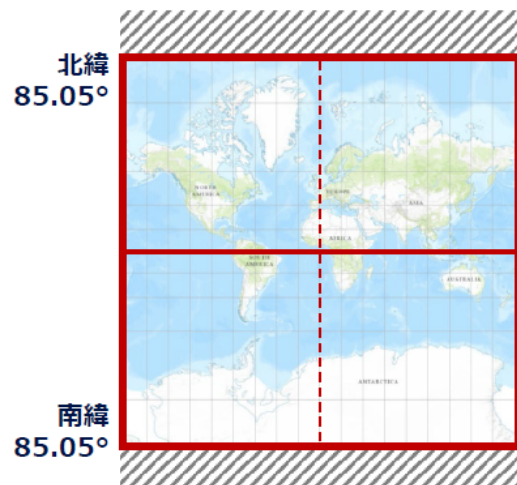 北緯
85.05°
NORTH
AMERICA
EUROPE
ASIA
AFRICA
SOUTH
AMERICA
AUSTRALIA
ANTARCTICA
南緯
85.05°